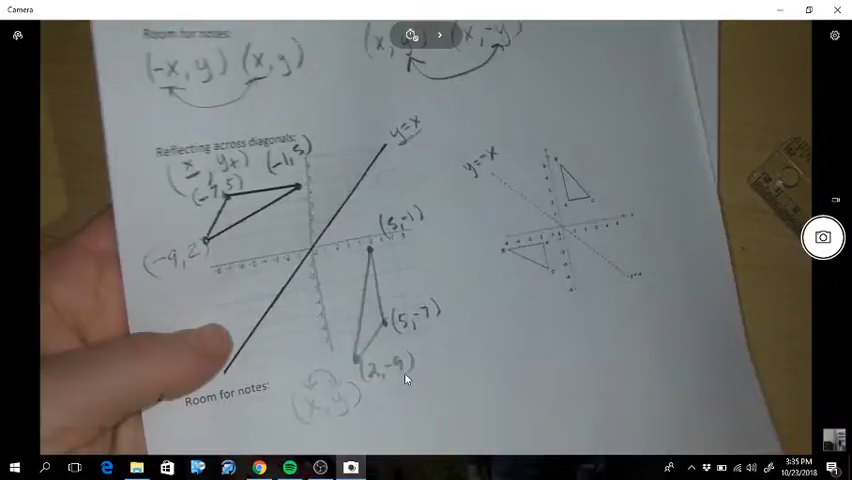 Camera
Room for notes:
(-x, y) (x, y)
(x, y) (x, -y)
Reflecting across diagonals:
y=x
y=-x
(-7, 5)
(-1, 5)
(-9, 2)
(5, -1)
(5, -7)
(2, -9)
Room for notes:
(x, y)
3:35 PM
10/23/2018